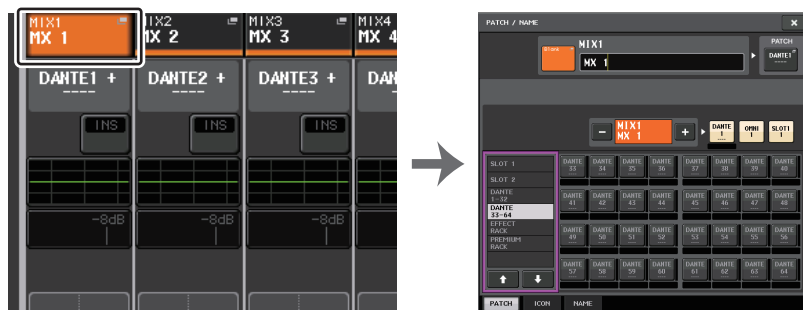 MIX1 MIX2 MIX3 MIX4
MX 1 MX 2 MX 3 MX 4
DANTE1 + DANTE2 + DANTE3 + DAN
---- ---- ----
INS INS INS
-8dB -8dB -8dB
PATCH / NAME ×
Blank MIX1 PATCH
MX 1 DANTE1
----
− MIX1 + DANTE OMNI SLOT1
MX 1 1 1 1
SLOT 1
SLOT 2
DANTE
1-32
DANTE
33-64
EFFECT
RACK
PREMIUM
RACK
DANTE DANTE DANTE DANTE DANTE DANTE DANTE DANTE
33 34 35 36 37 38 39 40
DANTE DANTE DANTE DANTE DANTE DANTE DANTE DANTE
41 42 43 44 45 46 47 48
DANTE DANTE DANTE DANTE DANTE DANTE DANTE DANTE
49 50 51 52 53 54 55 56
DANTE DANTE DANTE DANTE DANTE DANTE DANTE DANTE
57 58 59 60 61 62 63 64
PATCH ICON NAME